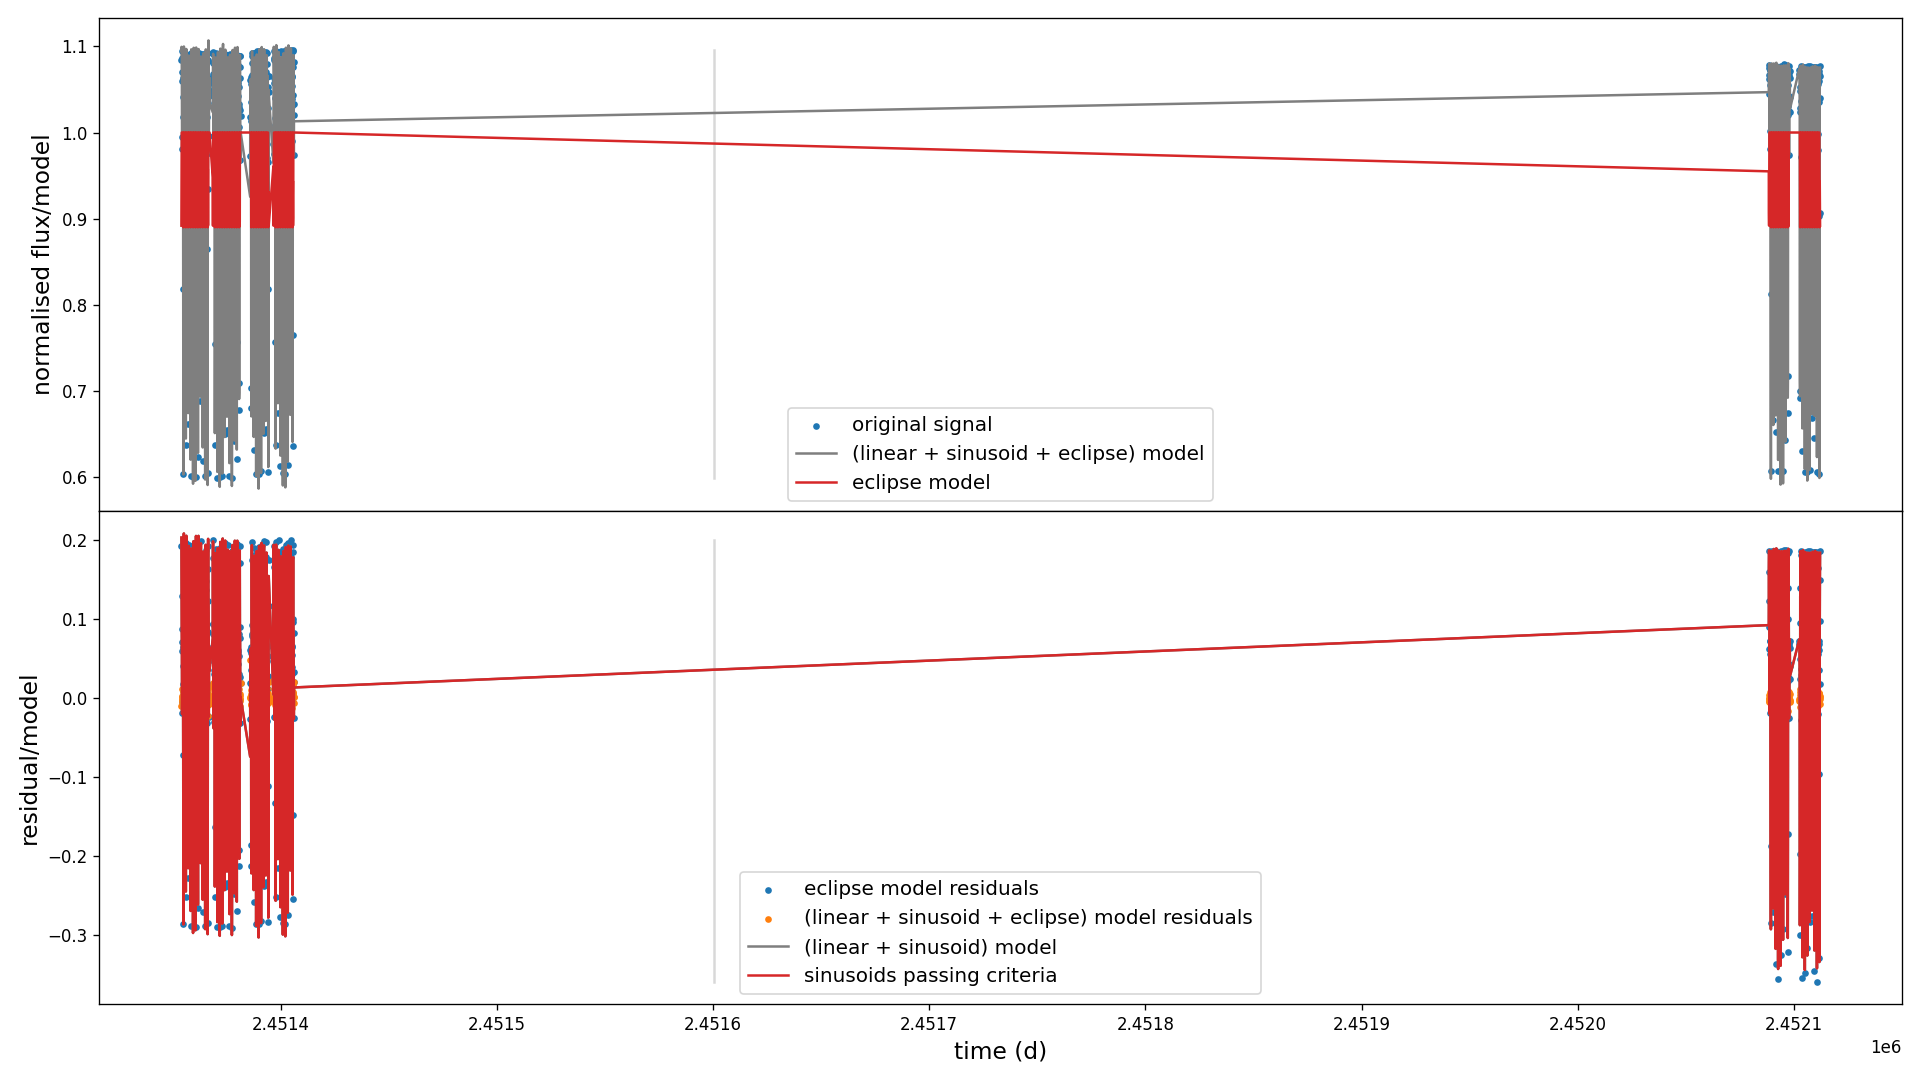 1.1
1.0
0.9
0.8
0.7
0.6
normalised flux/model
original signal
(linear + sinusoid + eclipse) model
eclipse model
0.2
0.1
0.0
−0.1
−0.2
−0.3
residual/model
eclipse model residuals
(linear + sinusoid + eclipse) model residuals
(linear + sinusoid) model
sinusoids passing criteria
2.4514
2.4515
2.4516
2.4517
2.4518
2.4519
2.4520
2.4521
1e6
time (d)